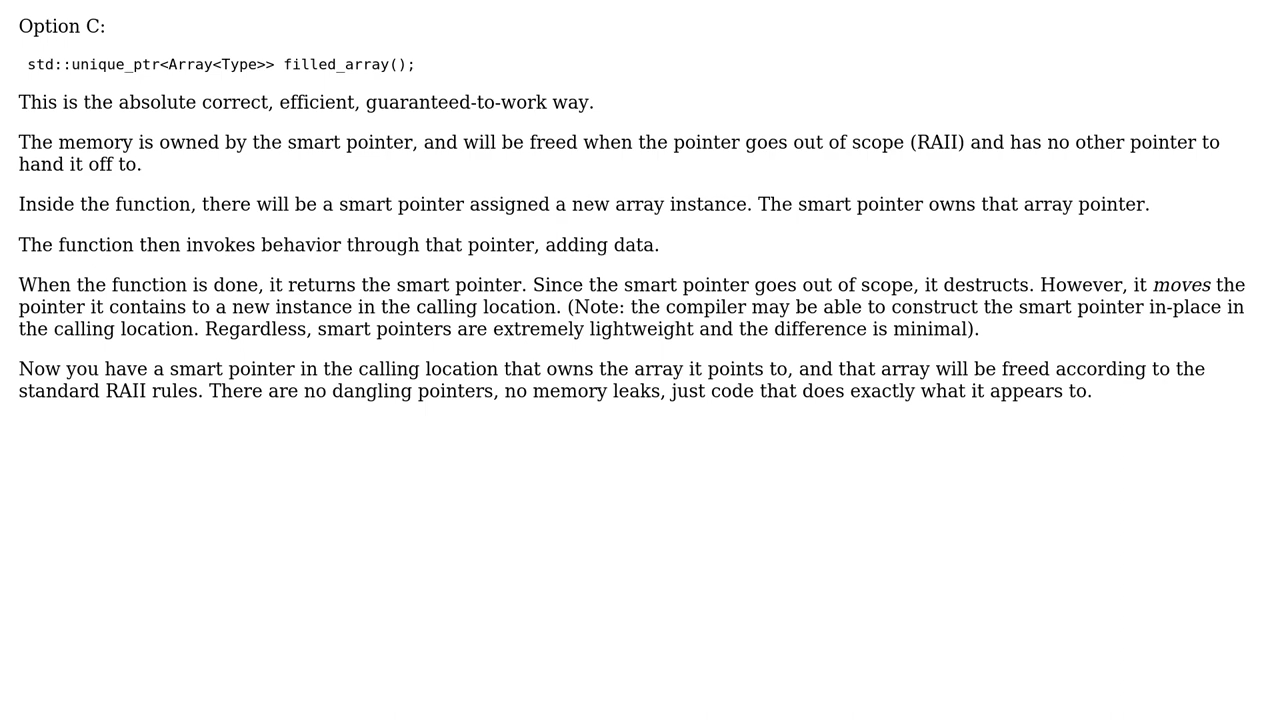 Option C:
std::unique_ptr<Array<Type>> filled_array();
This is the absolute correct, efficient, guaranteed-to-work way.
The memory is owned by the smart pointer, and will be freed when the pointer goes out of scope (RAII) and has no other pointer to
hand it off to.
Inside the function, there will be a smart pointer assigned a new array instance. The smart pointer owns that array pointer.
The function then invokes behavior through that pointer, adding data.
When the function is done, it returns the smart pointer. Since the smart pointer goes out of scope, it destructs. However, it moves the
pointer it contains to a new instance in the calling location. (Note: the compiler may be able to construct the smart pointer in-place in
the calling location. Regardless, smart pointers are extremely lightweight and the difference is minimal).
Now you have a smart pointer in the calling location that owns the array it points to, and that array will be freed according to the
standard RAII rules. There are no dangling pointers, no memory leaks, just code that does exactly what it appears to.